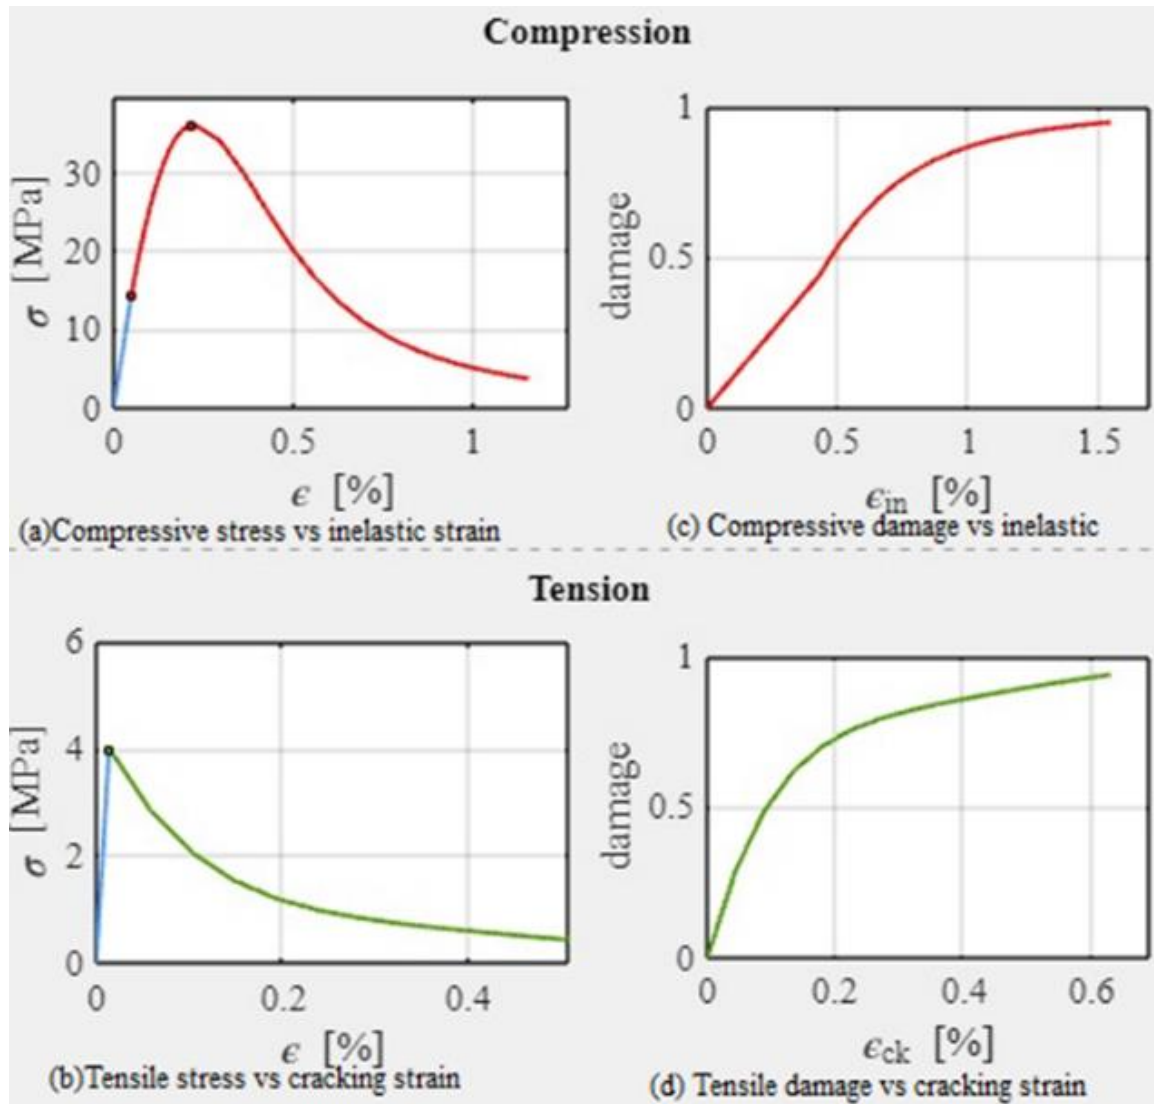 Compression
30
20
10
0
σ [MPa]
0 0.5 1
ϵ [%]
(a)Compressive stress vs inelastic strain
1
0.5
0
damage
0 0.5 1 1.5
ϵin [%]
(c) Compressive damage vs inelastic
Tension
6
4
2
0
σ [MPa]
0 0.2 0.4
ϵ [%]
(b)Tensile stress vs cracking strain
1
0.5
0
damage
0 0.2 0.4 0.6
ϵck [%]
(d) Tensile damage vs cracking strain